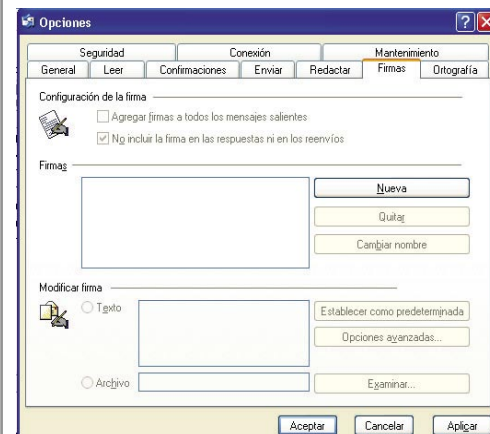 Opciones
Seguridad Conexión Mantenimiento
General Leer Confirmaciones Enviar Redactar Firmas Ortografía
Configuración de la firma
Agregar firmas a todos los mensajes salientes
No incluir la firma en las respuestas ni en los reenvíos
Firmas
Nueva
Quitar
Cambiar nombre
Modificar firma
Texto
Establecer como predeterminada
Opciones avanzadas...
Archivo
Examinar...
Aceptar Cancelar Aplicar